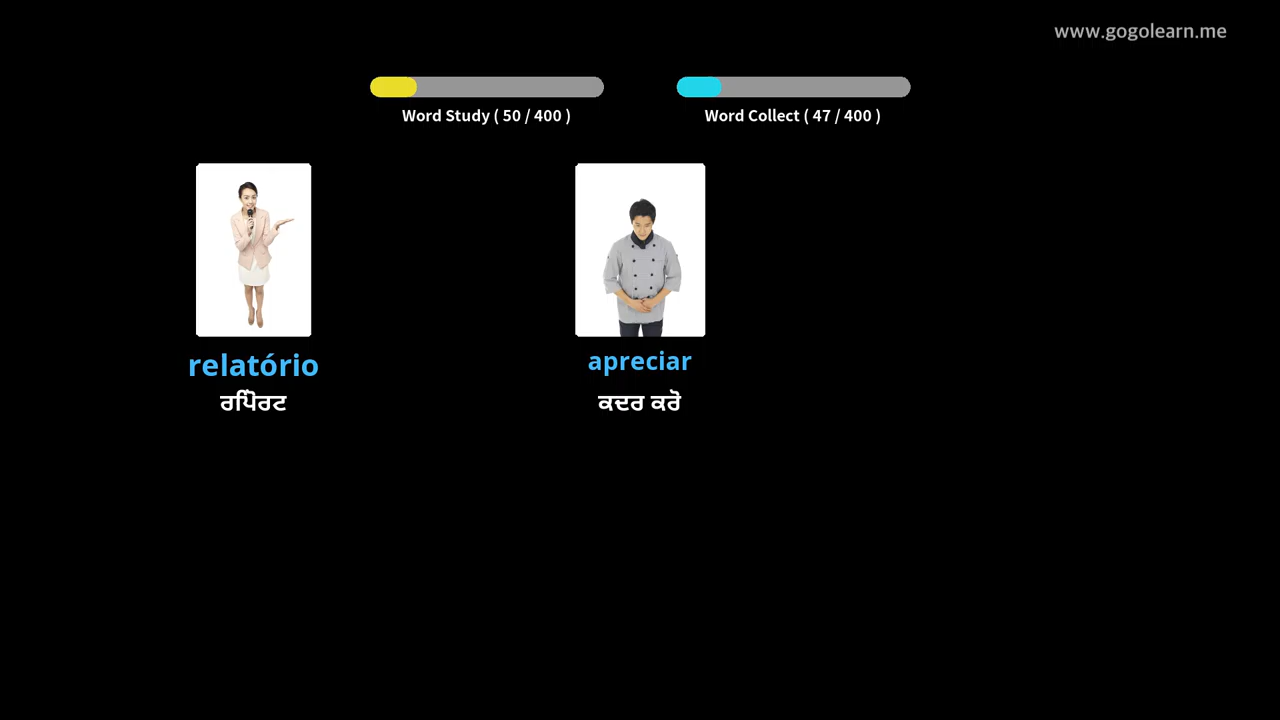 www.gogolearn.me
Word Study ( 50 / 400 )
Word Collect ( 47 / 400 )
relatório
ਰਿਪੋਰਟ
apreciar
ਕਦਰ ਕਰੋ